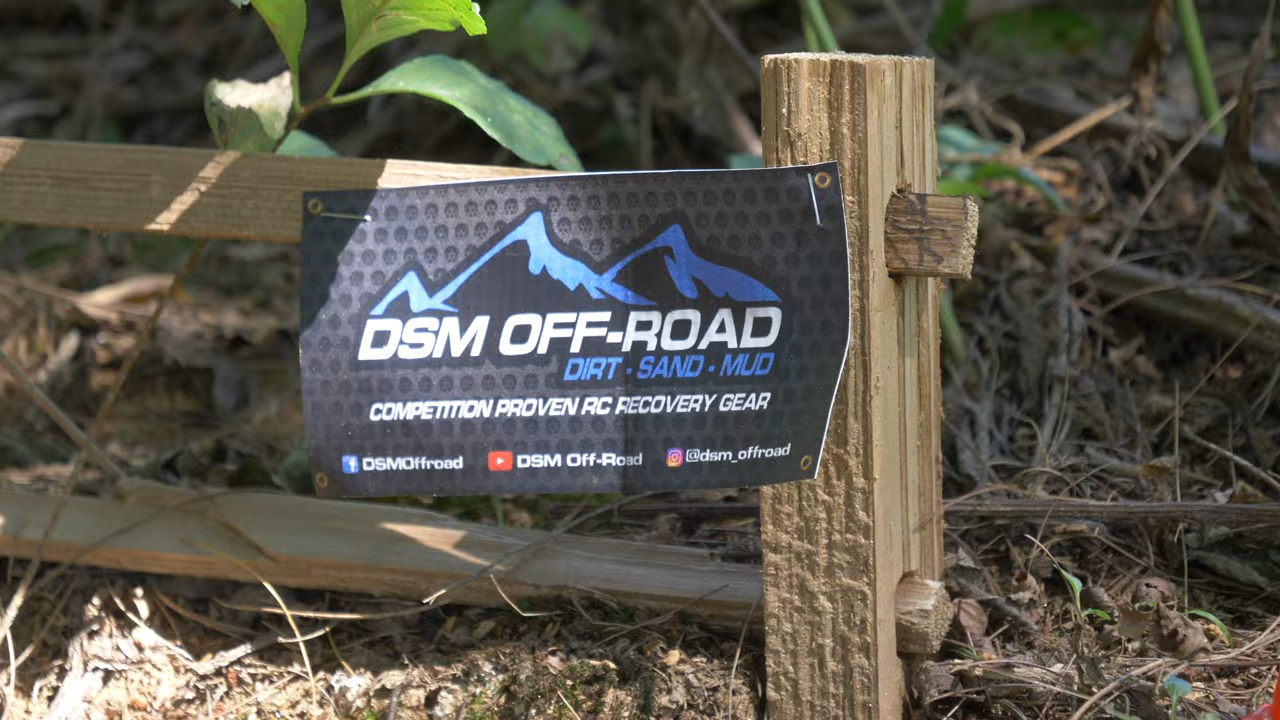 DSM OFF-ROAD
DIRT · SAND · MUD
COMPETITION PROVEN RC RECOVERY GEAR
DSMOffroad DSM Off-Road @dsm_offroad